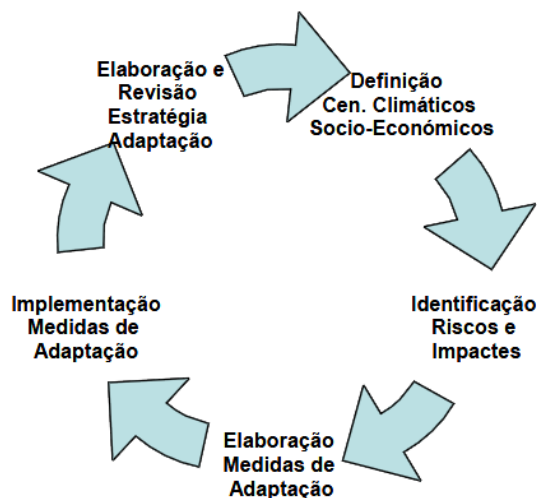 Elaboração e
Revisão
Estratégia
Adaptação
Definição
Cen. Climáticos
Socio-Económicos
Identificação
Riscos e
Impactes
Elaboração
Medidas de
Adaptação
Implementação
Medidas de
Adaptação